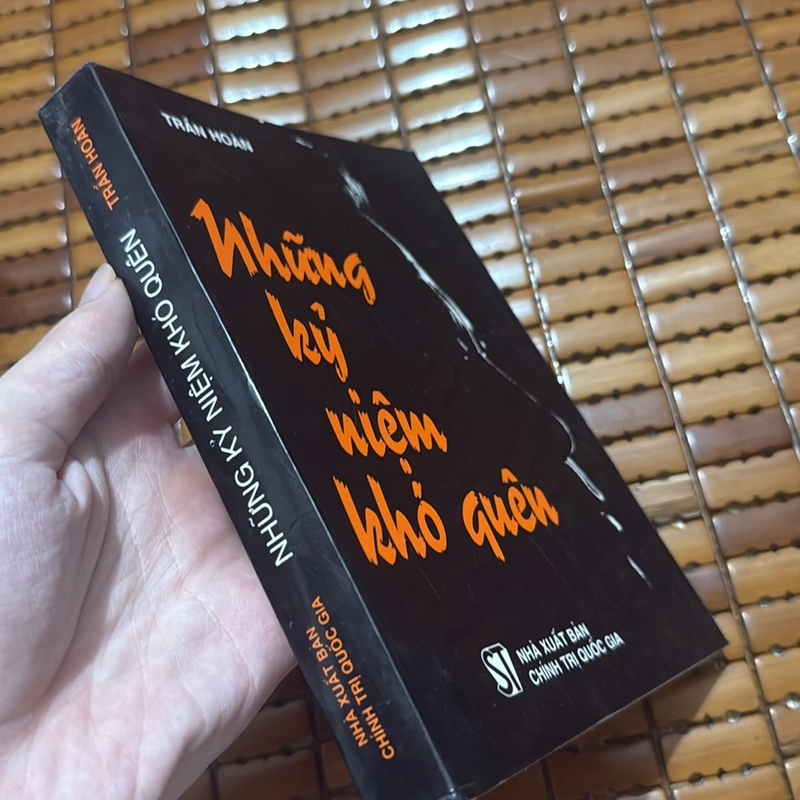 TRẦN HOÀN
Những
kỷ
niệm
khó quên
ST
NHÀ XUẤT BẢN
CHÍNH TRỊ QUỐC GIA
TRẦN HOÀN
NHỮNG KỶ NIỆM KHÓ QUÊN
NHÀ XUẤT BẢN
CHÍNH TRỊ QUỐC GIA